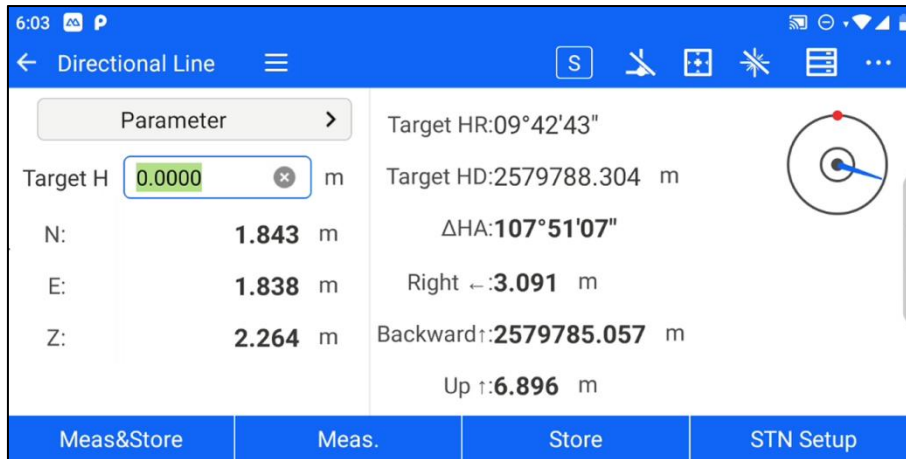 6:03
Directional Line
S
Parameter
Target H 0.0000 m
N: 1.843 m
E: 1.838 m
Z: 2.264 m
Target HR:09°42'43"
Target HD:2579788.304 m
ΔHA:107°51'07"
Right ←:3.091 m
Backward↑:2579785.057 m
Up ↑:6.896 m
Meas&Store Meas. Store STN Setup